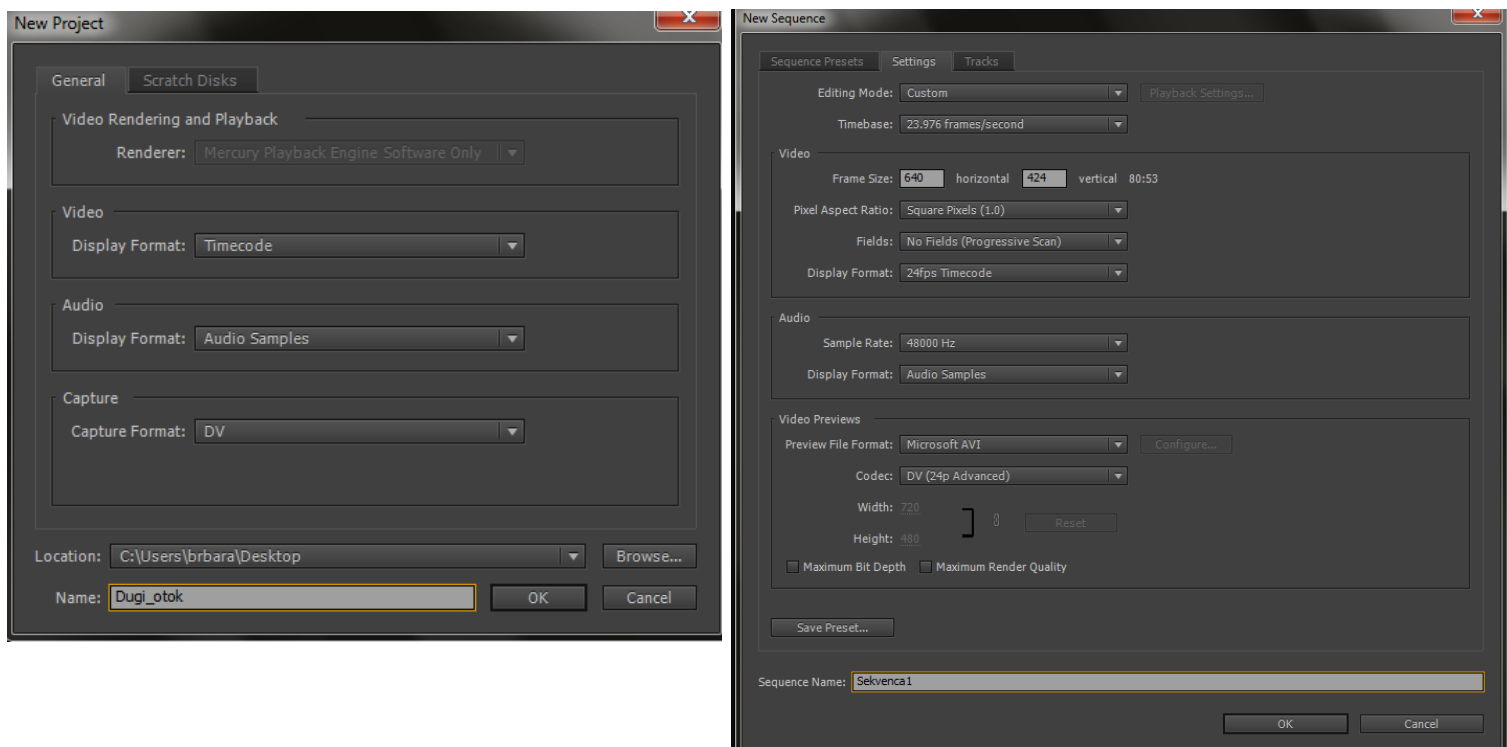 New Project
General Scratch Disks
Video Rendering and Playback
Renderer: Mercury Playback Engine Software Only
Video
Display Format: Timecode
Audio
Display Format: Audio Samples
Capture
Capture Format: DV
Location: C:\Users\brbara\Desktop Browse...
Name: Dugi_otok OK Cancel
New Sequence
Sequence Presets Settings Tracks
Editing Mode: Custom Playback Settings...
Timebase: 23.976 frames/second
Video
Frame Size: 640 horizontal 424 vertical 80:53
Pixel Aspect Ratio: Square Pixels (1.0)
Fields: No Fields (Progressive Scan)
Display Format: 24fps Timecode
Audio
Sample Rate: 48000 Hz
Display Format: Audio Samples
Video Previews
Preview File Format: Microsoft AVI Configure...
Codec: DV (24p Advanced)
Width: 720
Reset
Height: 480
Maximum Bit Depth Maximum Render Quality
Save Preset...
Sequence Name: Sekvenca1
OK Cancel